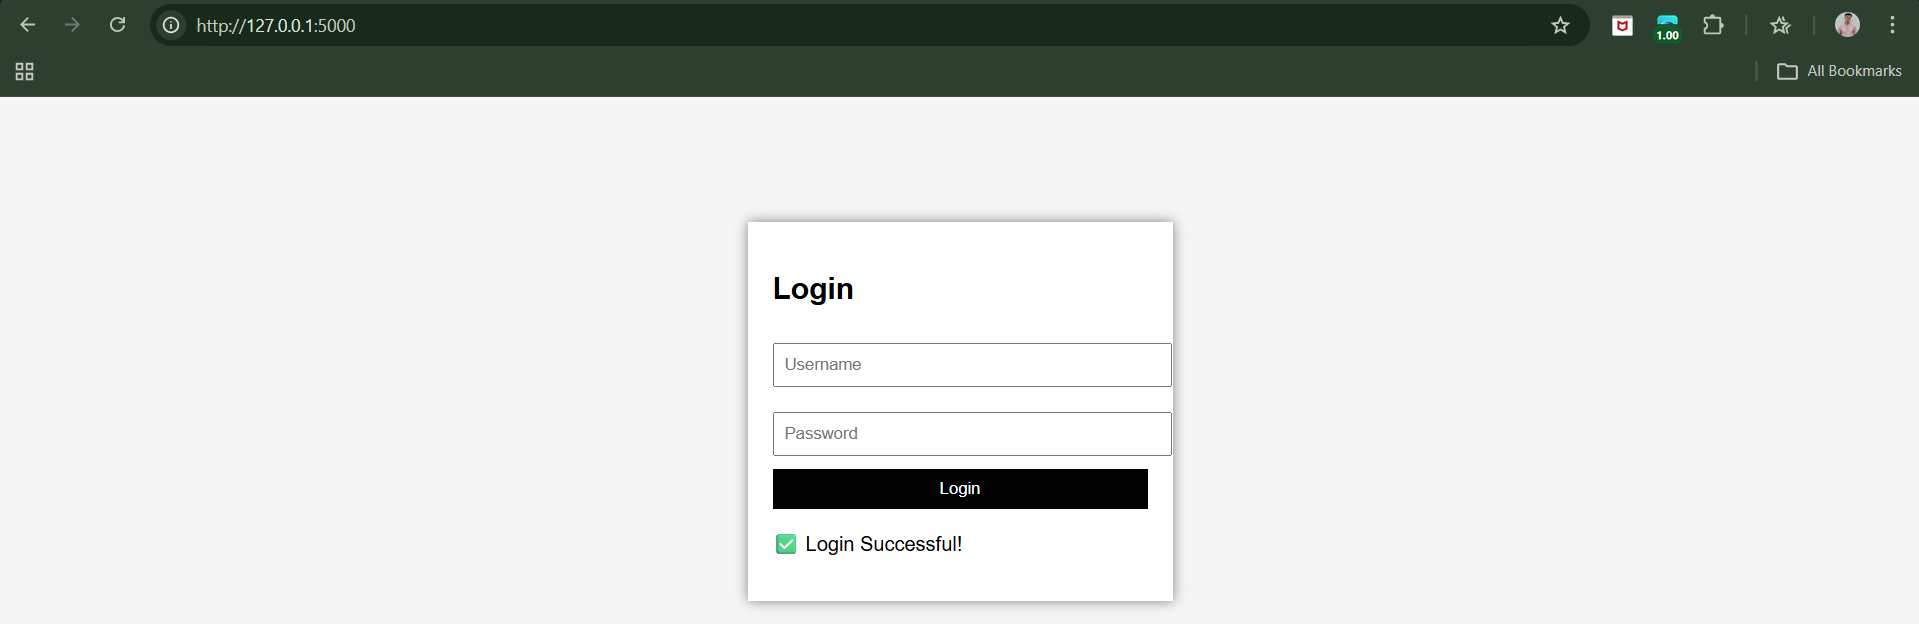 http://127.0.0.1:5000
1.00
All Bookmarks
Login
Username
Password
Login
✅ Login Successful!